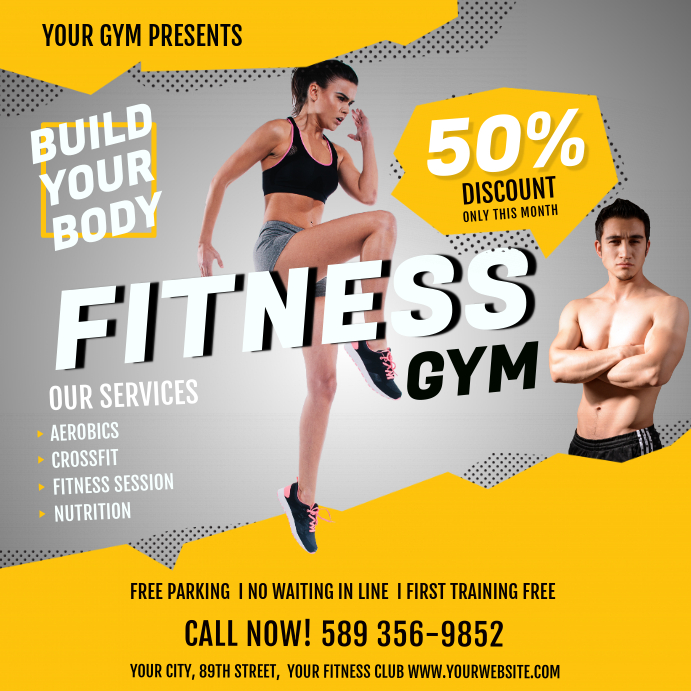 YOUR GYM PRESENTS
BUILD
YOUR
BODY
50%
DISCOUNT
ONLY THIS MONTH
FITNESS
GYM
OUR SERVICES
AEROBICS
CROSSFIT
FITNESS SESSION
NUTRITION
FREE PARKING I NO WAITING IN LINE I FIRST TRAINING FREE
CALL NOW! 589 356-9852
YOUR CITY, 89TH STREET, YOUR FITNESS CLUB WWW.YOURWEBSITE.COM